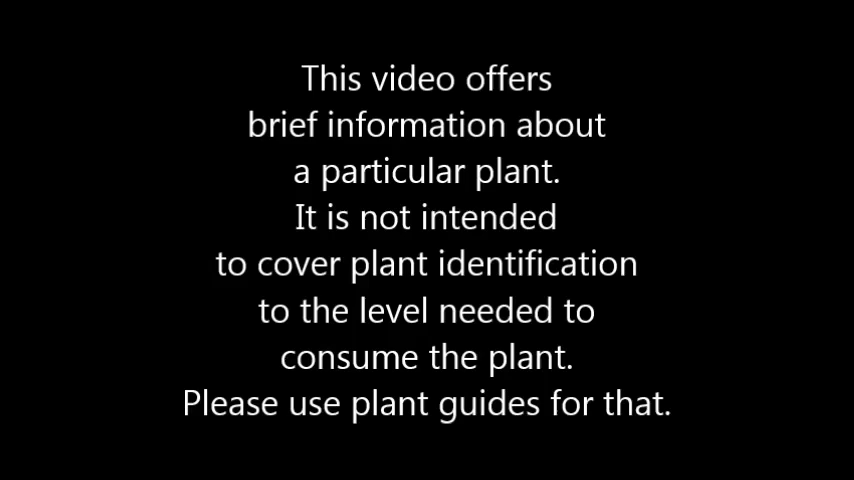 This video offers
brief information about
a particular plant.
It is not intended
to cover plant identification
to the level needed to
consume the plant.
Please use plant guides for that.